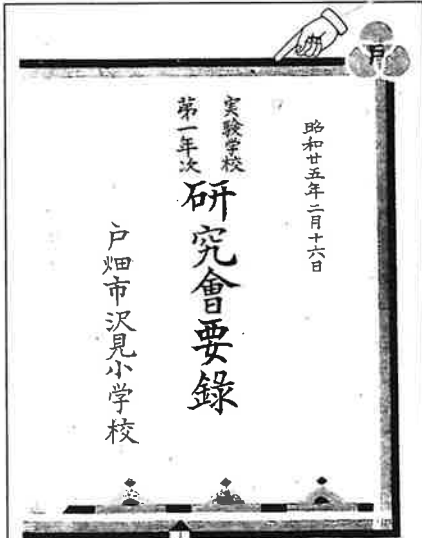 昭和廿五年二月十六日
実験学校
第一年次
研究會要録
戸畑市沢見小学校